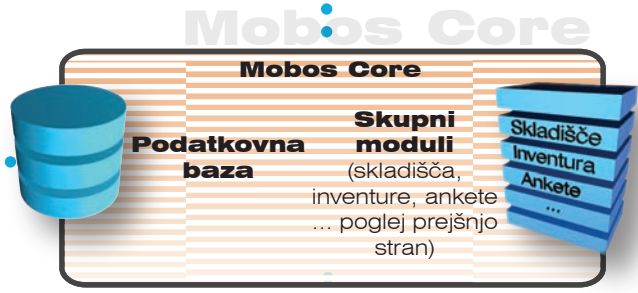 Mobos Core
Mobos Core
Podatkovna
baza
Skupni
moduli
(skladišča,
inventure, ankete
... poglej prejšnjo
stran)
Skladišče
Inventura
Ankete
...